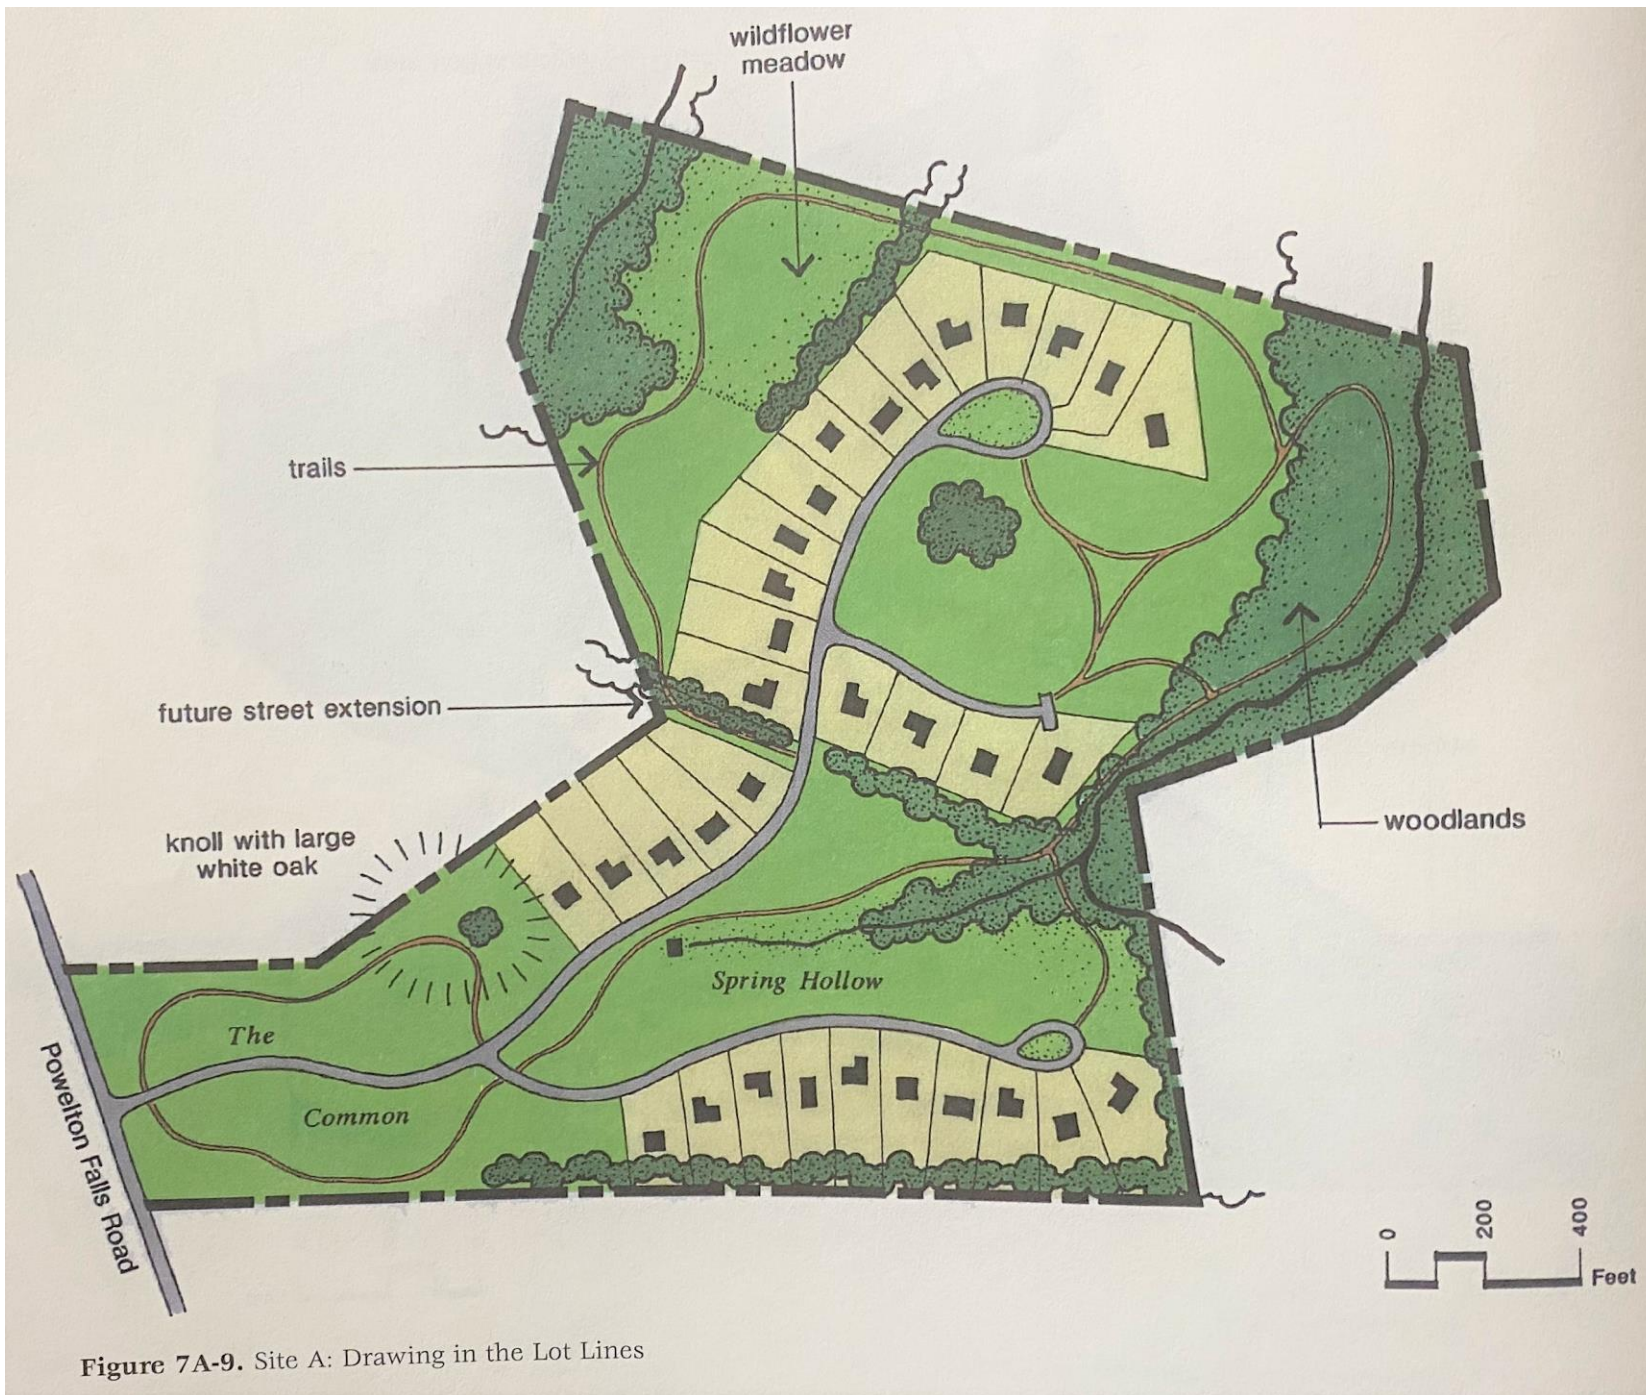 wildflower
meadow
trails
future street extension
knoll with large
white oak
woodlands
Spring Hollow
The
Common
Powelton Falls Road
0
200
400
Feet
Figure 7A-9. Site A: Drawing in the Lot Lines